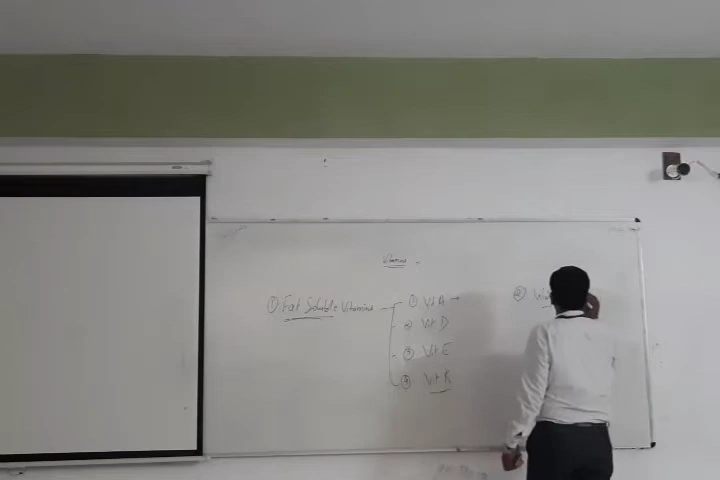 Vitamins
① Fat Soluble Vitamins
① Vit A →
② Vit D
③ Vit E
④ Vit K
②